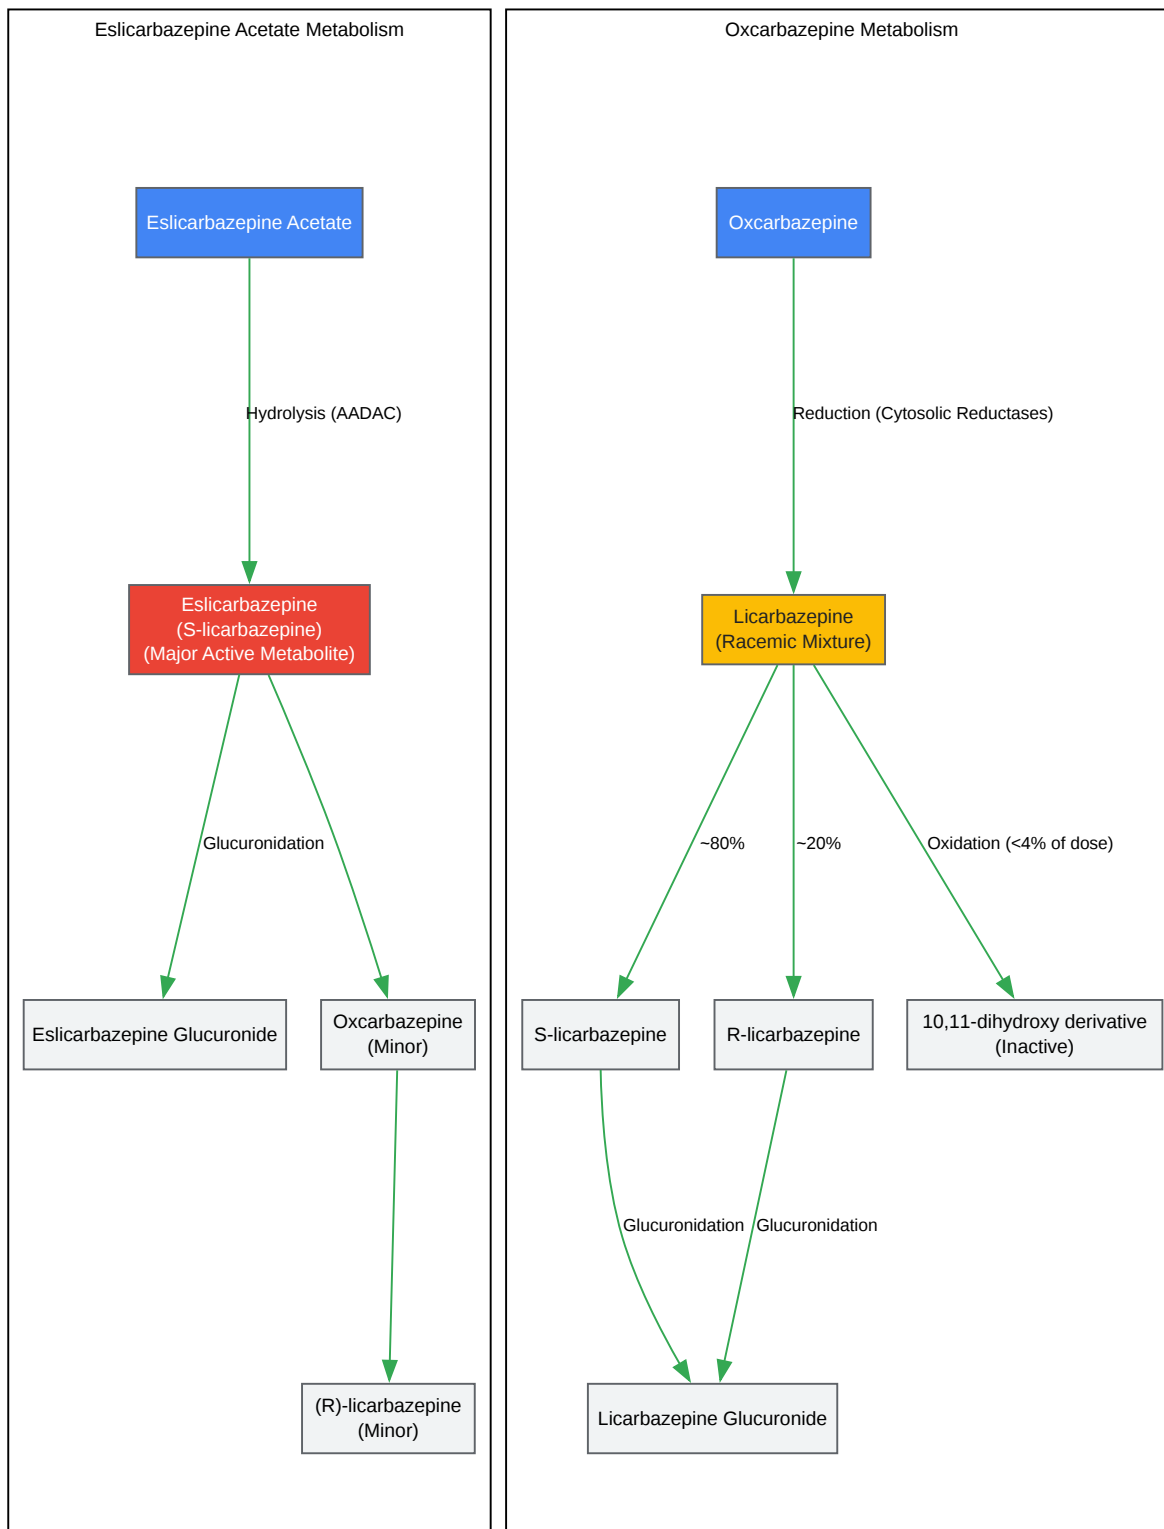 Eslicarbazepine Acetate Metabolism
Eslicarbazepine Acetate
Hydrolysis (AADAC)
Eslicarbazepine
(S-licarbazepine)
(Major Active Metabolite)
Glucuronidation
Eslicarbazepine Glucuronide
Oxcarbazepine
(Minor)
(R)-licarbazepine
(Minor)
Oxcarbazepine Metabolism
Oxcarbazepine
Reduction (Cytosolic Reductases)
Licarbazepine
(Racemic Mixture)
~80%
~20%
Oxidation (<4% of dose)
S-licarbazepine
R-licarbazepine
10,11-dihydroxy derivative
(Inactive)
Glucuronidation
Glucuronidation
Licarbazepine Glucuronide